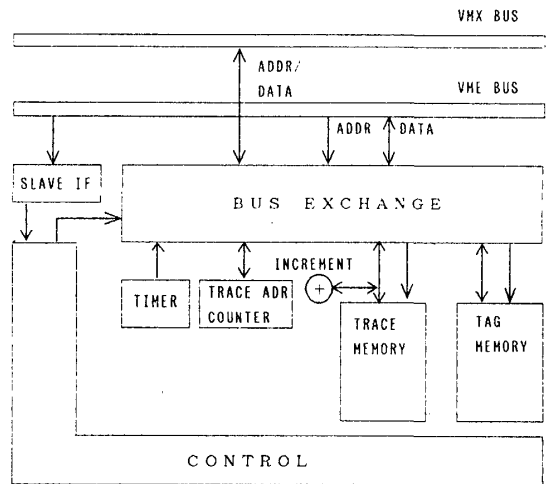 VMX BUS
ADDR/
DATA
VME BUS
ADDR
DATA
SLAVE IF
BUS EXCHANGE
INCREMENT
+
TIMER
TRACE ADR
COUNTER
TRACE
MEMORY
TAG
MEMORY
CONTROL